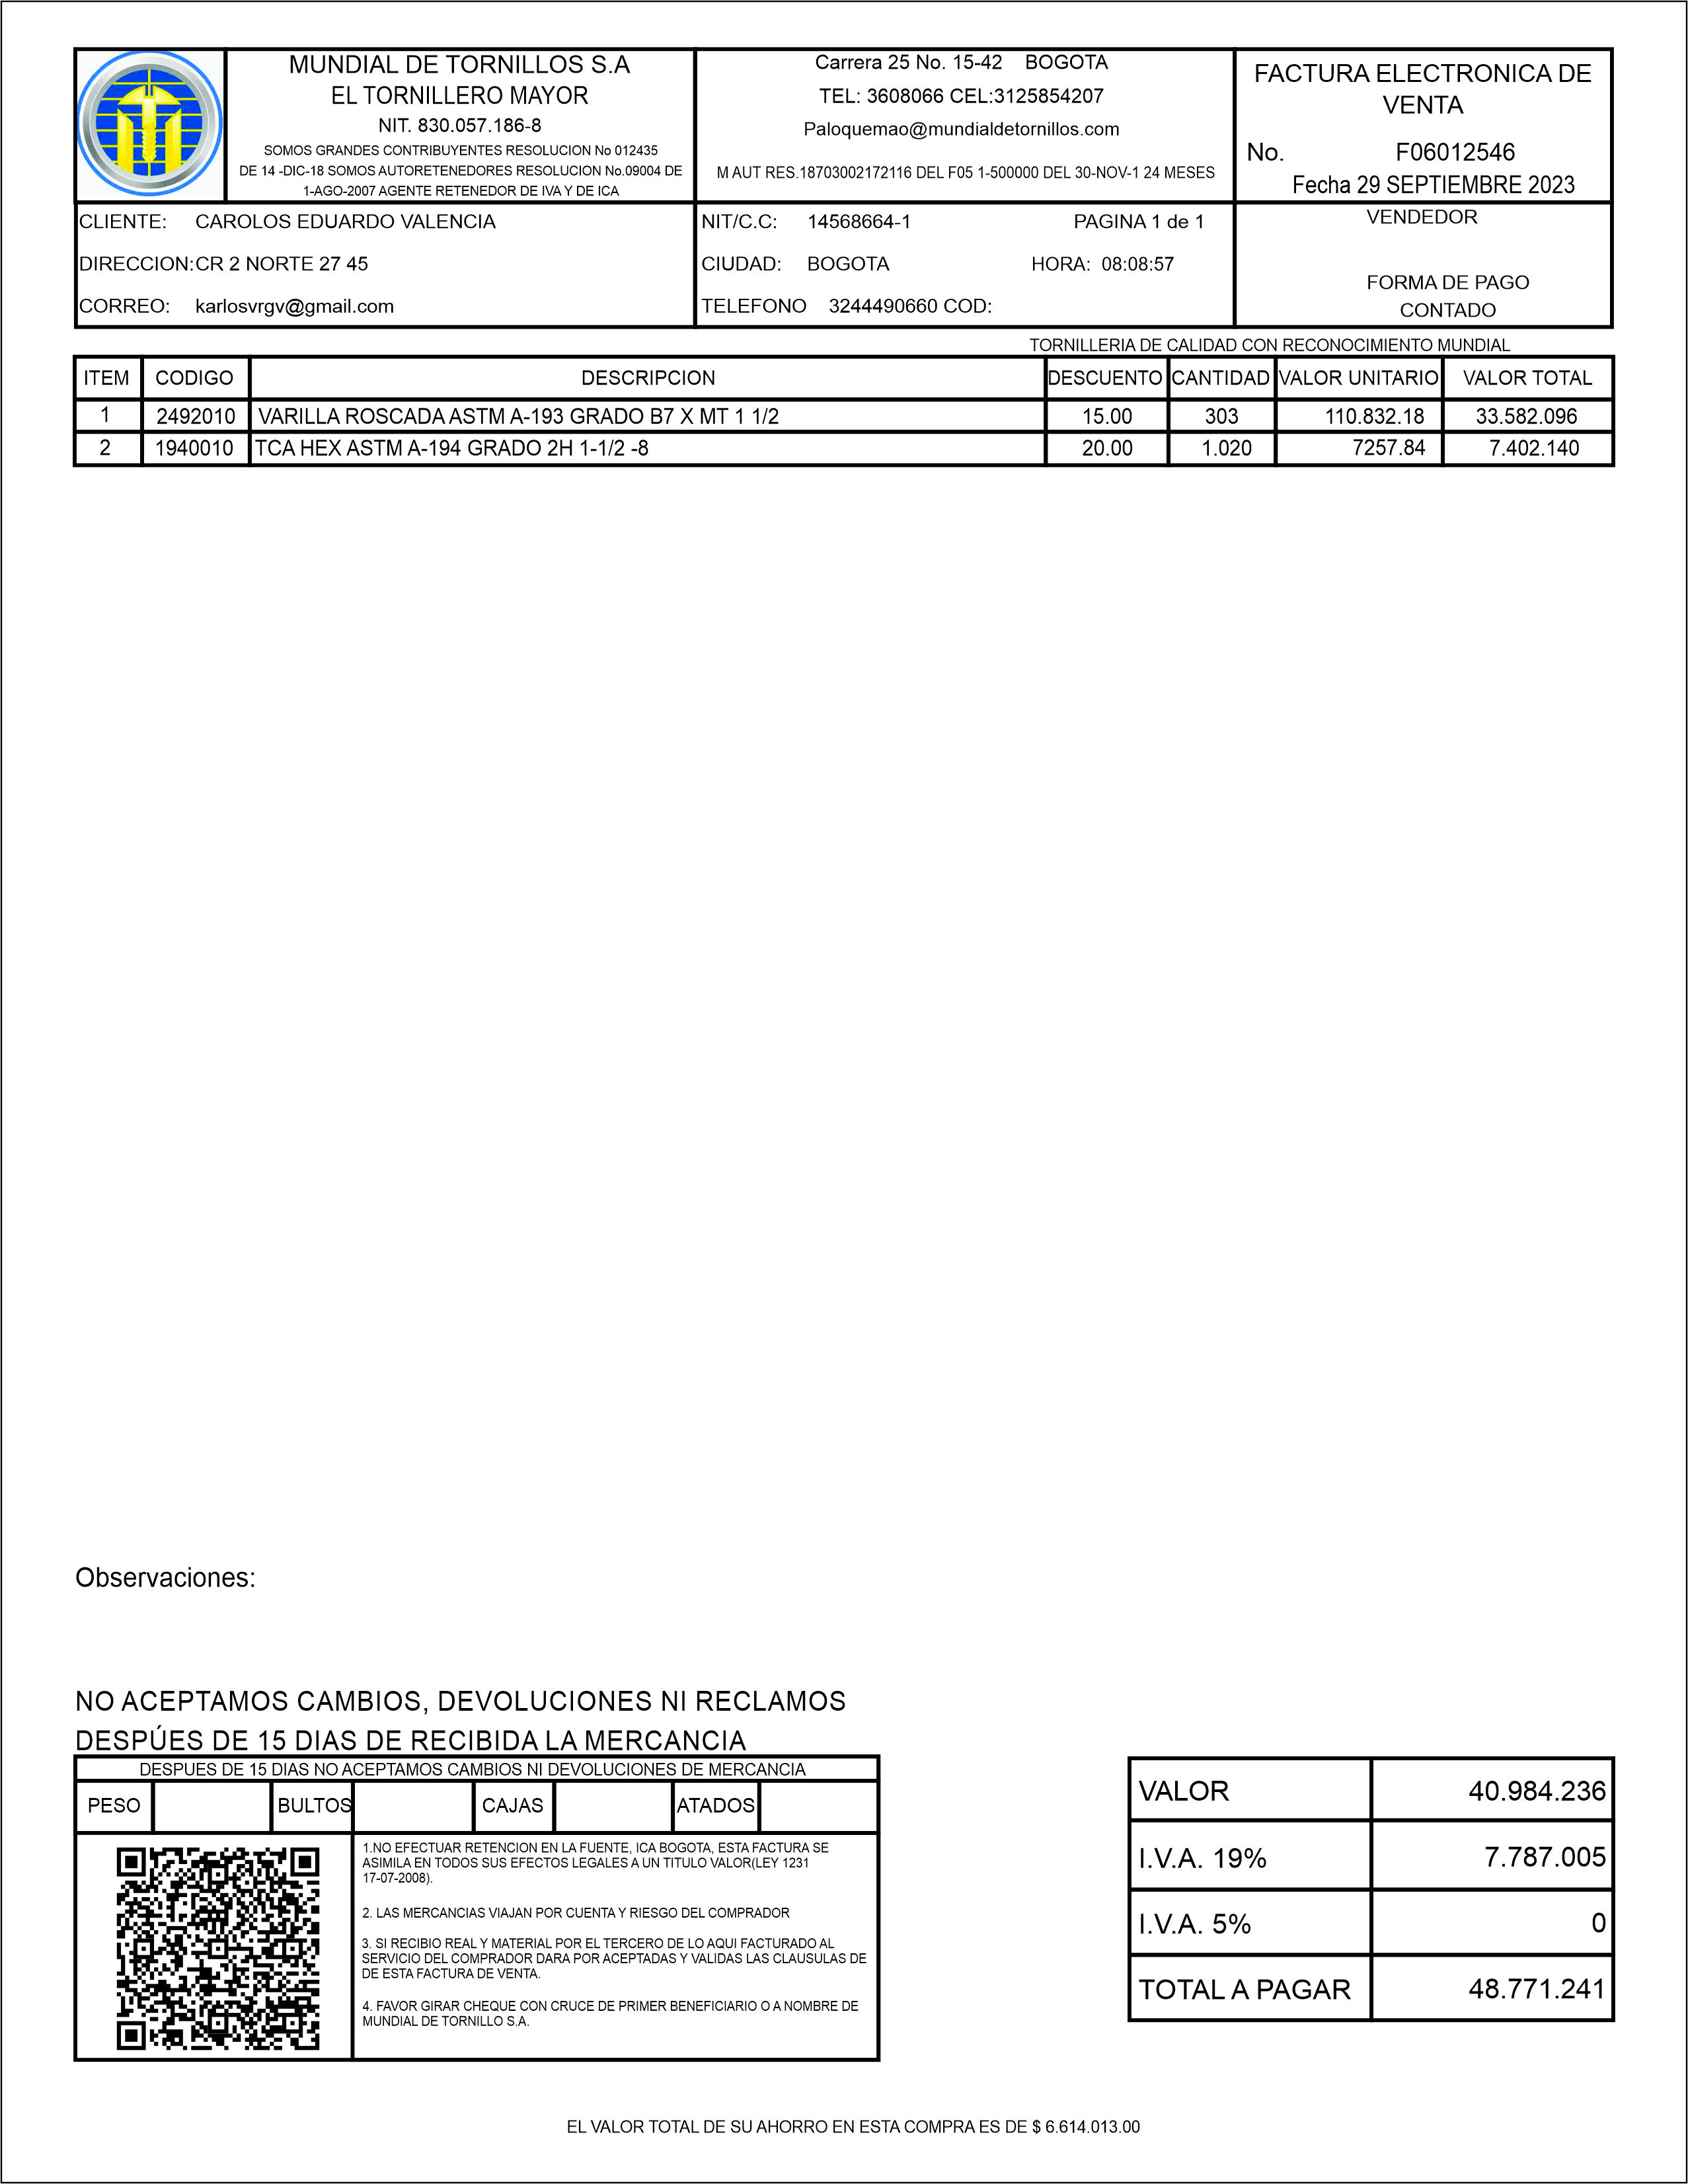 MUNDIAL DE TORNILLOS S.A
EL TORNILLERO MAYOR
NIT. 830.057.186-8
SOMOS GRANDES CONTRIBUYENTES RESOLUCION No 012435
DE 14 -DIC-18 SOMOS AUTORETENEDORES RESOLUCION No.09004 DE
1-AGO-2007 AGENTE RETENEDOR DE IVA Y DE ICA
Carrera 25 No. 15-42 BOGOTA
TEL: 3608066 CEL:3125854207
Paloquemao@mundialdetornillos.com
M AUT RES.18703002172116 DEL F05 1-500000 DEL 30-NOV-1 24 MESES
FACTURA ELECTRONICA DE
VENTA
No. F06012546
Fecha 29 SEPTIEMBRE 2023
CLIENTE: CAROLOS EDUARDO VALENCIA
DIRECCION: CR 2 NORTE 27 45
CORREO: karlosvrgv@gmail.com
NIT/C.C: 14568664-1 PAGINA 1 de 1
CIUDAD: BOGOTA HORA: 08:08:57
TELEFONO 3244490660 COD:
VENDEDOR
FORMA DE PAGO
CONTADO
TORNILLERIA DE CALIDAD CON RECONOCIMIENTO MUNDIAL
ITEM CODIGO DESCRIPCION DESCUENTO CANTIDAD VALOR UNITARIO VALOR TOTAL
1 2492010 VARILLA ROSCADA ASTM A-193 GRADO B7 X MT 1 1/2 15.00 303 110.832.18 33.582.096
2 1940010 TCA HEX ASTM A-194 GRADO 2H 1-1/2 -8 20.00 1.020 7257.84 7.402.140
Observaciones:
NO ACEPTAMOS CAMBIOS, DEVOLUCIONES NI RECLAMOS
DESPÚES DE 15 DIAS DE RECIBIDA LA MERCANCIA
DESPUES DE 15 DIAS NO ACEPTAMOS CAMBIOS NI DEVOLUCIONES DE MERCANCIA
PESO BULTOS CAJAS ATADOS
1.NO EFECTUAR RETENCION EN LA FUENTE, ICA BOGOTA, ESTA FACTURA SE
ASIMILA EN TODOS SUS EFECTOS LEGALES A UN TITULO VALOR(LEY 1231
17-07-2008).
2. LAS MERCANCIAS VIAJAN POR CUENTA Y RIESGO DEL COMPRADOR
3. SI RECIBIO REAL Y MATERIAL POR EL TERCERO DE LO AQUI FACTURADO AL
SERVICIO DEL COMPRADOR DARA POR ACEPTADAS Y VALIDAS LAS CLAUSULAS DE
DE ESTA FACTURA DE VENTA.
4. FAVOR GIRAR CHEQUE CON CRUCE DE PRIMER BENEFICIARIO O A NOMBRE DE
MUNDIAL DE TORNILLO S.A.
VALOR 40.984.236
I.V.A. 19% 7.787.005
I.V.A. 5% 0
TOTAL A PAGAR 48.771.241
EL VALOR TOTAL DE SU AHORRO EN ESTA COMPRA ES DE $ 6.614.013.00